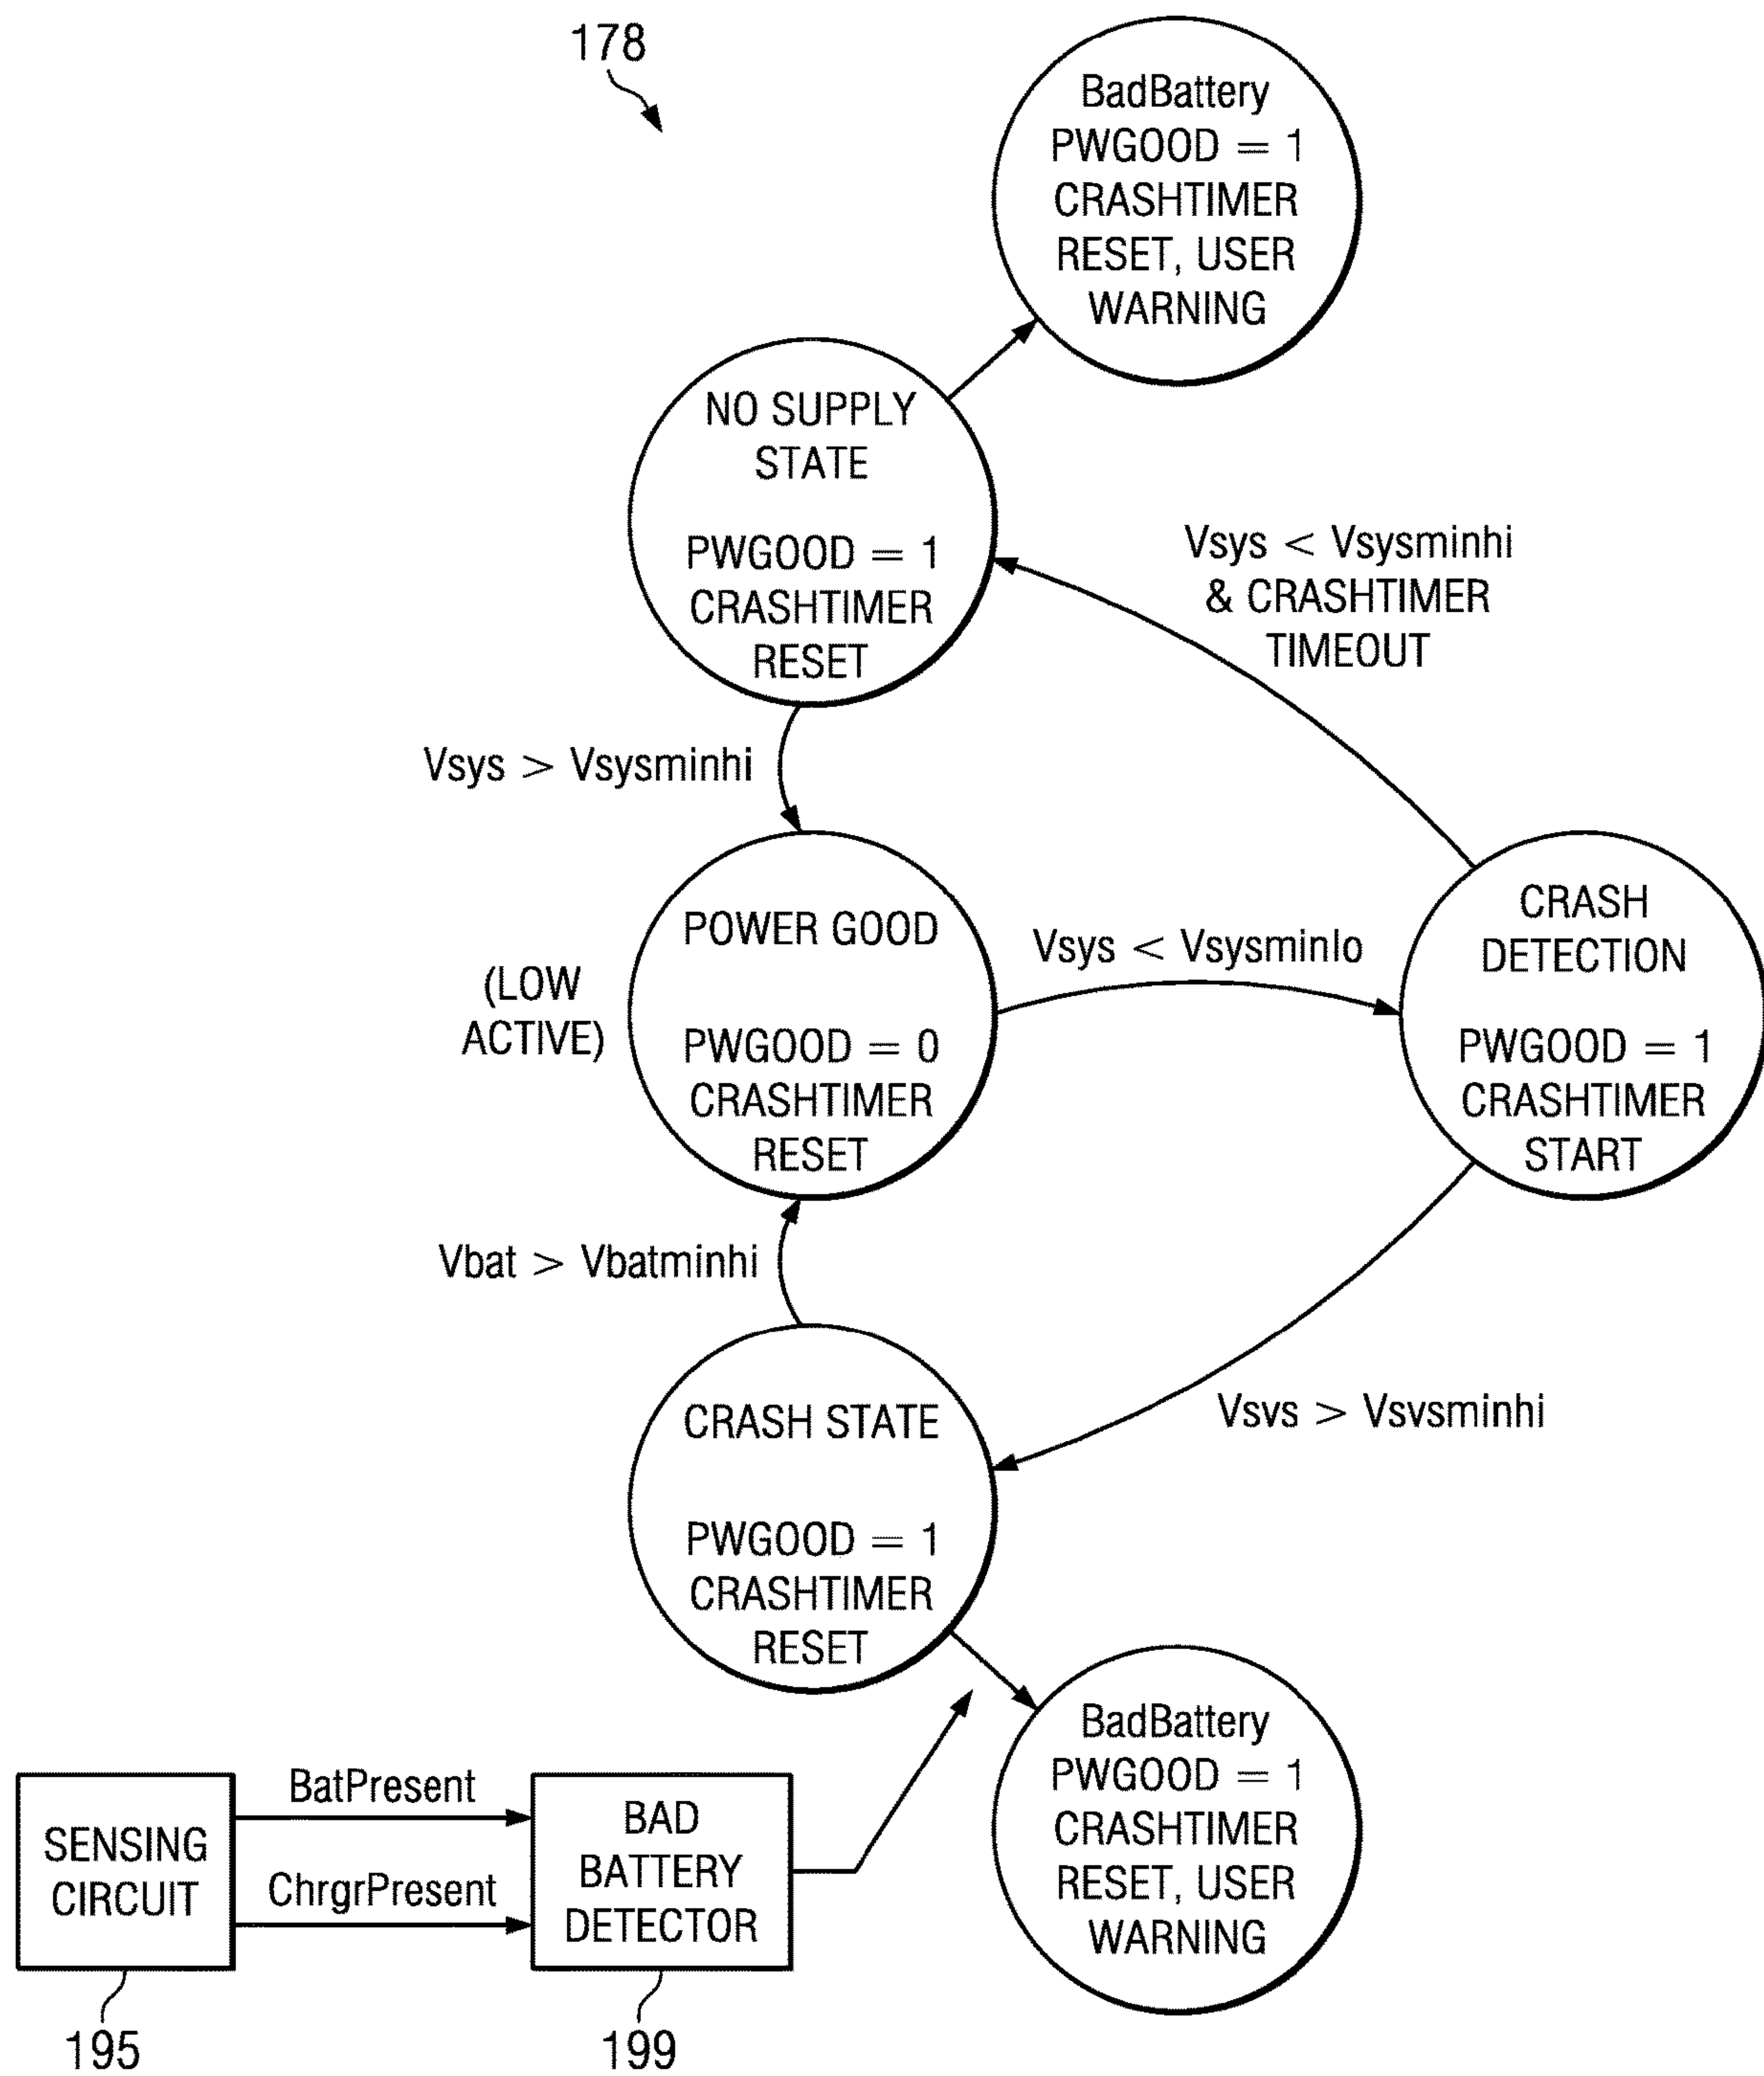 178
BadBattery
PWGOOD = 1
CRASHTIMER
RESET, USER
WARNING
NO SUPPLY
STATE
PWGOOD = 1
CRASHTIMER
RESET
Vsys < Vsysminhi
& CRASHTIMER
TIMEOUT
Vsys > Vsysminhi
POWER GOOD
(LOW
ACTIVE)
PWGOOD = 0
CRASHTIMER
RESET
Vsys < Vsysminlo
CRASH
DETECTION
PWGOOD = 1
CRASHTIMER
START
Vbat > Vbatminhi
Vsvs > Vsvsminhi
CRASH STATE
PWGOOD = 1
CRASHTIMER
RESET
BadBattery
PWGOOD = 1
CRASHTIMER
RESET, USER
WARNING
SENSING
CIRCUIT
BatPresent
ChrgrPresent
BAD
BATTERY
DETECTOR
195
199